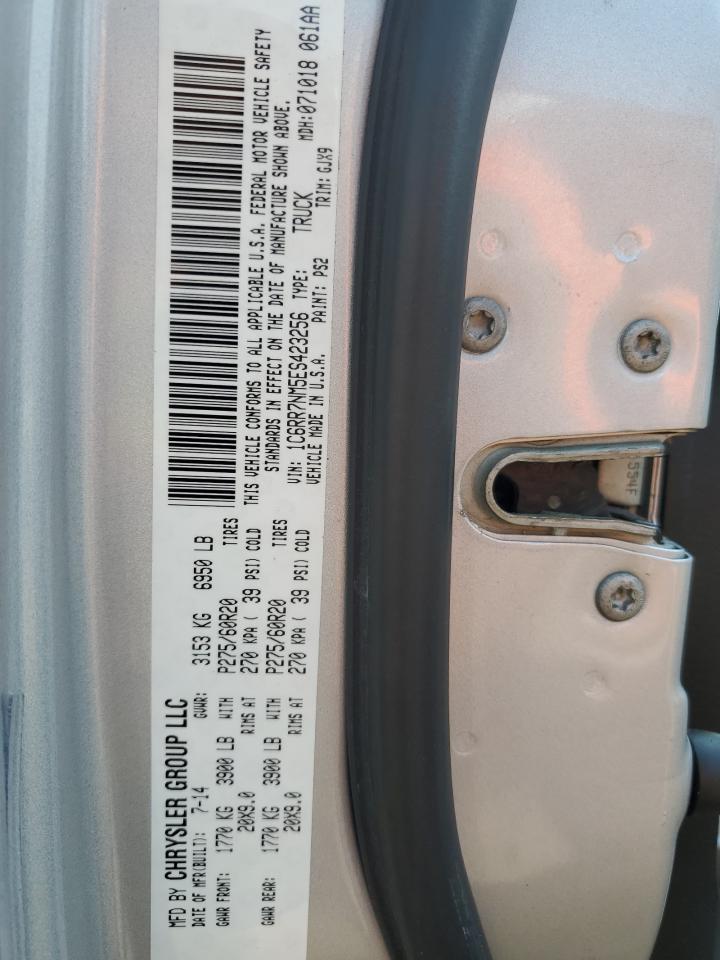 MFD BY CHRYSLER GROUP LLC
DATE OF MFR(BUILT): 7-14 GVWR: 3153 KG 6950 LB
GAWR FRONT: 1770 KG 3900 LB WITH P275/60R20 TIRES
20X9.0 RIMS AT 270 KPA ( 39 PSI) COLD
GAWR REAR: 1770 KG 3900 LB WITH P275/60R20 TIRES
20X9.0 RIMS AT 270 KPA ( 39 PSI) COLD
THIS VEHICLE CONFORMS TO ALL APPLICABLE U.S.A. FEDERAL MOTOR VEHICLE SAFETY
STANDARDS IN EFFECT ON THE DATE OF MANUFACTURE SHOWN ABOVE.
VIN: 1C6RR7NM5ES423256 TYPE: TRUCK MDH:071018 061AA
VEHICLE MADE IN U.S.A. PAINT: PS2 TRIM: GJX9
554F